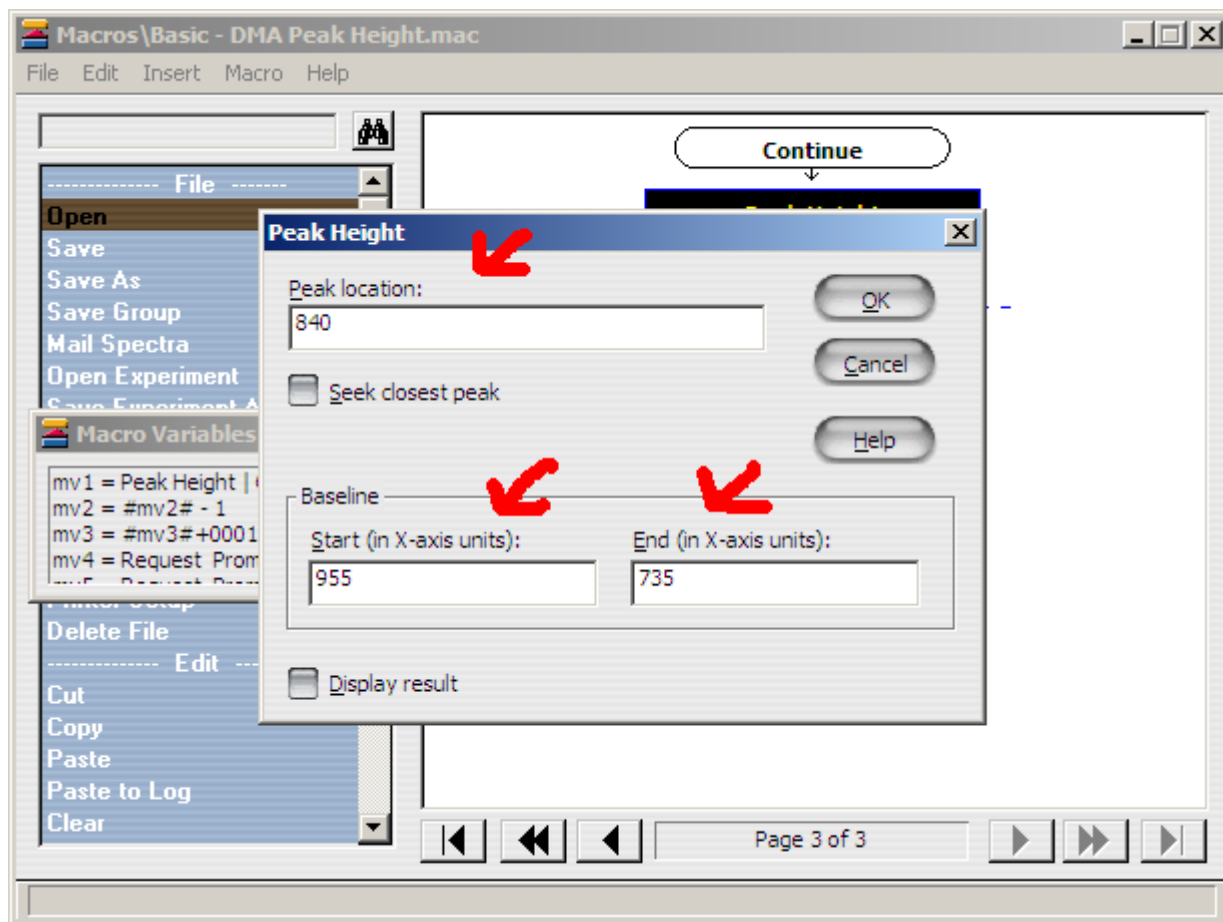 Macros\Basic - DMA Peak Height.mac
File Edit Insert Macro Help
-------------- File -------
Open
Save
Save As
Save Group
Mail Spectra
Open Experiment
Continue
Peak Height
Peak location:
840
Seek closest peak
OK
Cancel
Help
Baseline
Start (in X-axis units):
End (in X-axis units):
955
735
Display result
Macro Variables
mv1 = Peak Height |
mv2 = #mv2# - 1
mv3 = #mv3#+0001
mv4 = Request Prom
Delete File
-------------- Edit ---
Cut
Copy
Paste
Paste to Log
Clear
Page 3 of 3